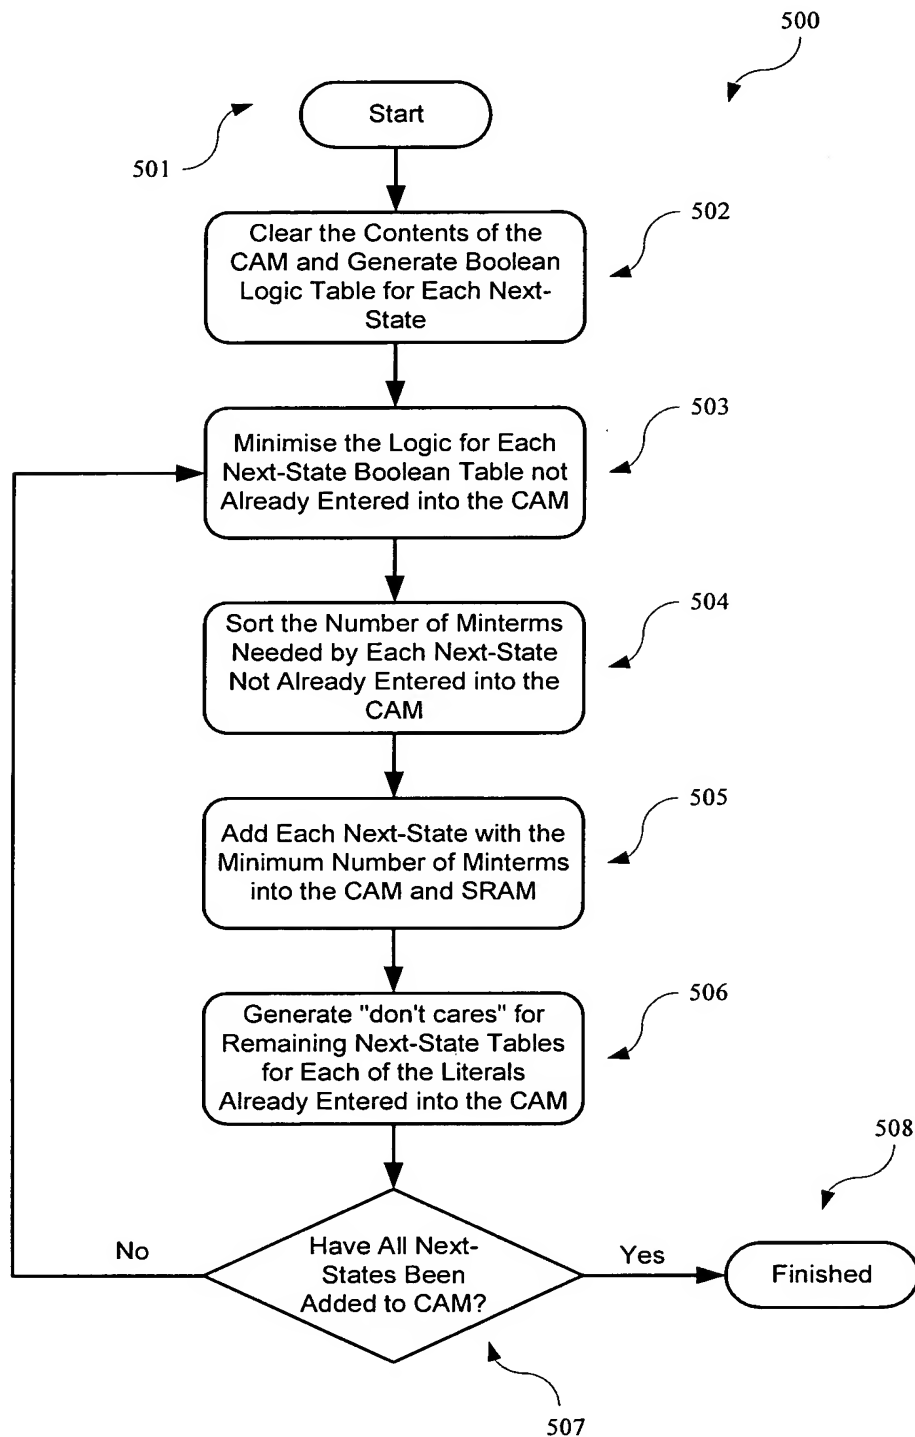 500
Start
501
502
Clear the Contents of the
CAM and Generate Boolean
Logic Table for Each Next-
State
503
Minimise the Logic for Each
Next-State Boolean Table not
Already Entered into the CAM
504
Sort the Number of Minterms
Needed by Each Next-State
Not Already Entered into the
CAM
505
Add Each Next-State with the
Minimum Number of Minterms
into the CAM and SRAM
506
Generate "don't cares" for
Remaining Next-State Tables
for Each of the Literals
Already Entered into the CAM
508
No
Have All Next-
States Been
Added to CAM?
Yes
Finished
507